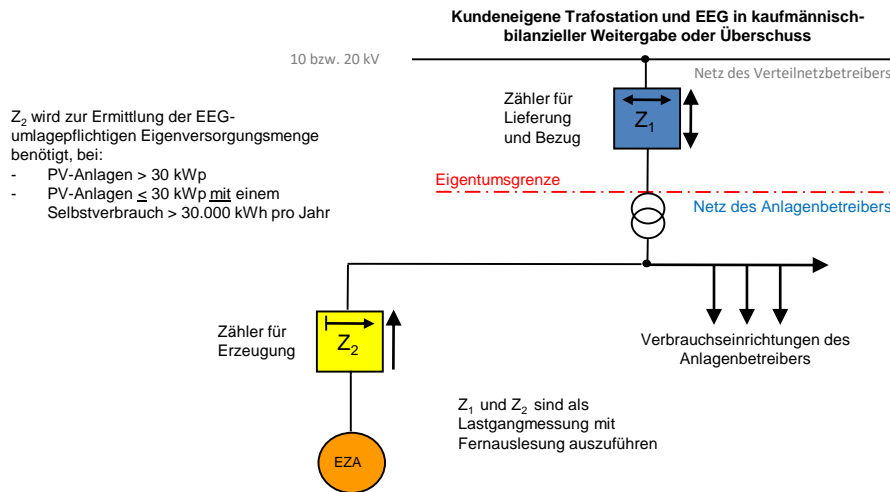 Kundeneigene Trafostation und EEG in kaufmännisch-
bilanzieller Weitergabe oder Überschuss
10 bzw. 20 kV
Netz des Verteilnetzbetreibers
Zähler für
Lieferung
und Bezug
Z1
Z2 wird zur Ermittlung der EEG-
umlagepflichtigen Eigenversorgungsmenge
benötigt, bei:
- PV-Anlagen > 30 kWp
- PV-Anlagen ≤ 30 kWp mit einem
Selbstverbrauch > 30.000 kWh pro Jahr
Eigentumsgrenze
Netz des Anlagenbetreibers
Zähler für
Erzeugung
Z2
Verbrauchseinrichtungen des
Anlagenbetreibers
Z1 und Z2 sind als
Lastgangmessung mit
Fernauslesung auszuführen
EZA